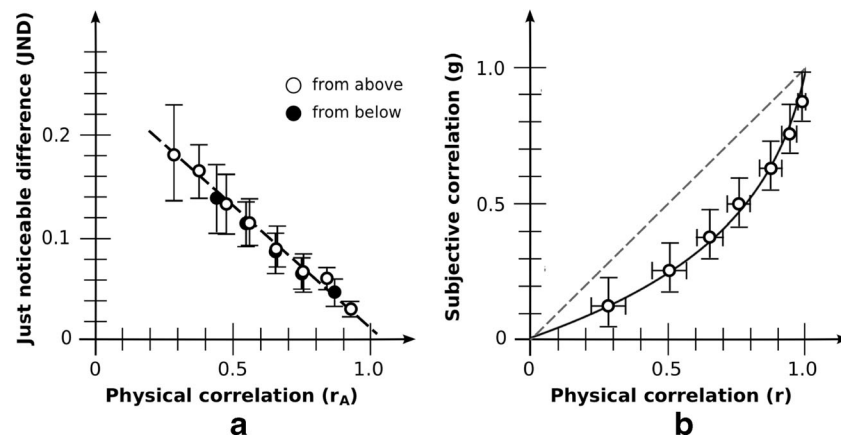 Just noticeable difference (JND)
0.2
0.1
0
from above
from below
0
0.5
1.0
Physical correlation (rA)
a
Subjective correlation (g)
1.0
0.5
0
0
0.5
1.0
Physical correlation (r)
b